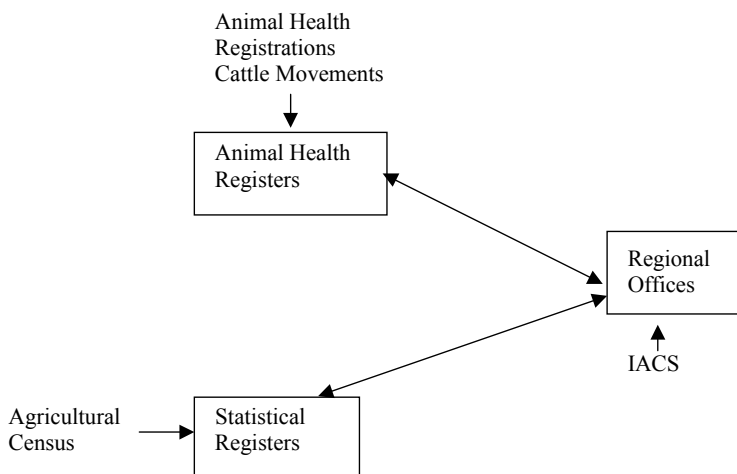 Animal Health
Registrations
Cattle Movements
Animal Health
Registers
Regional
Offices
IACS
Agricultural
Census
Statistical
Registers